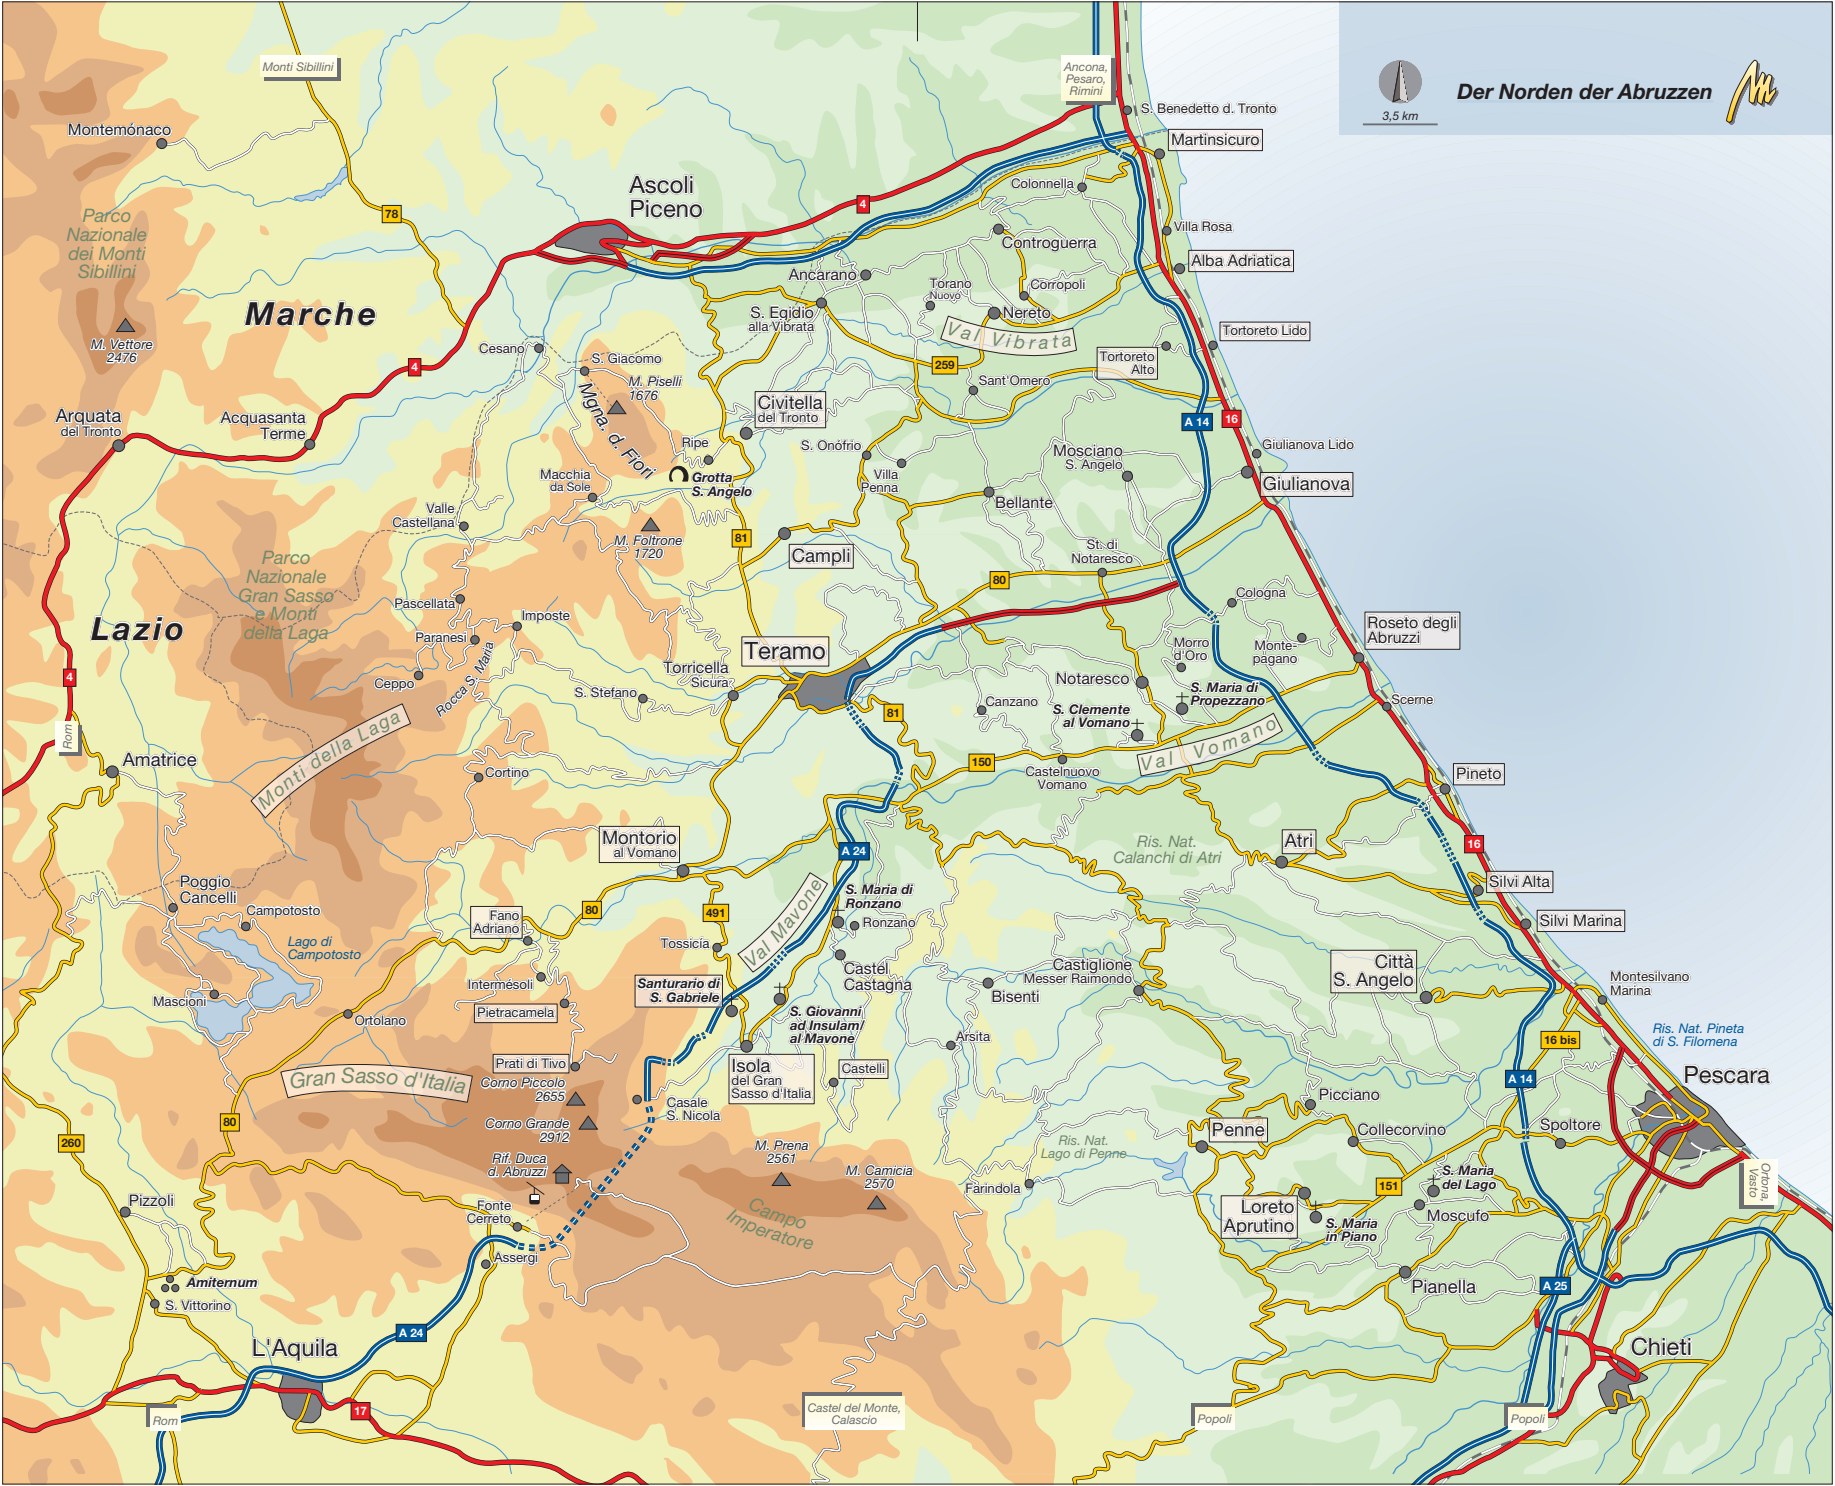 Monti Sibillini
Ancona,
Pesaro,
Rimini
3,5 km
Der Norden der Abruzzen
S. Benedetto d. Tronto
Montemónaco
Martinsicuro
Colonnella
Ascoli
Piceno
4
78
Parco
Nazionale
dei Monti
Sibillini
Villa Rosa
Controguerra
Alba Adriatica
Ancarano
Torano
Nuovo
Corropoli
Marche
S. Eqidio
alla Vibrata
Nereto
Val Vibrata
Tortoreto Lido
M. Vettore
2476
Cesano
S. Giacomo
Tortoreto
Alto
4
259
M. Piselli
1676
Sant'Omero
Mgna. d. Fiori
Civitella
del Tronto
Arquata
del Tronto
Acquasanta
Terme
A 14
16
Ripe
S. Onófrio
Giulianova Lido
Mosciano
S. Angelo
Macchia
da Sole
Grotta
S. Angelo
Villa
Penna
Giulianova
Bellante
Valle
Castellana
M. Foltrone
1720
81
Campli
St. di
Notaresco
Parco
Nazionale
Gran Sasso
e Monti
della Laga
80
Cologna
Pascellata
Imposte
Lazio
Paranesi
Roseto degli
Abruzzi
Teramo
Morro
d'Oro
Monte-
pagano
Rocca S. Maria
Ceppo
Torricella
Sicura
4
S. Stefano
Notaresco
S. Maria di
Propezzano
Canzano
Scerne
S. Clemente
al Vomano
81
Rom
Monti della Laga
Val Vomano
Amatrice
150
Cortino
Castelnuovo
Vomano
Pineto
Montorio
al Vomano
A 24
Ris. Nat.
Calanchi di Atri
Atri
16
Poggio
Cancelli
Silvi Alta
S. Maria di
Ronzano
Val Mavone
Campotosto
Fano
Adriano
80
491
Ronzano
Silvi Marina
Lago di
Campotosto
Tossicía
Castel
Castagna
Castiglione
Messer Raimondo
Città
S. Angelo
Intermésoli
Santurario di
S. Gabriele
Bisenti
Montesilvano
Marina
Mascioni
Ortolano
Pietracamela
S. Giovanni
ad Insulam/
al Mavone
Arsita
16 bis
Ris. Nat. Pineta
di S. Filomena
Prati di Tivo
Isola
del Gran
Sasso d'Italia
Castelli
Gran Sasso d'Italia
Corno Piccolo
2655
A 14
Pescara
Casale
S. Nicola
Picciano
80
Corno Grande
2912
260
Penne
Collecorvino
Spoltore
M. Prena
2561
Ris. Nat.
Lago di Penne
Rif. Duca
d. Abruzzi
M. Camicia
2570
S. Maria
del Lago
Farindola
151
Ortona,
Vasto
Pizzoli
Fonte
Cerreto
Campo
Imperatore
Loreto
Aprutino
S. Maria
in Piano
Moscufo
Assergi
Amiternum
S. Vittorino
Pianella
A 25
A 24
L'Aquila
Chieti
17
Rom
Castel del Monte,
Calascio
Popoli
Popoli